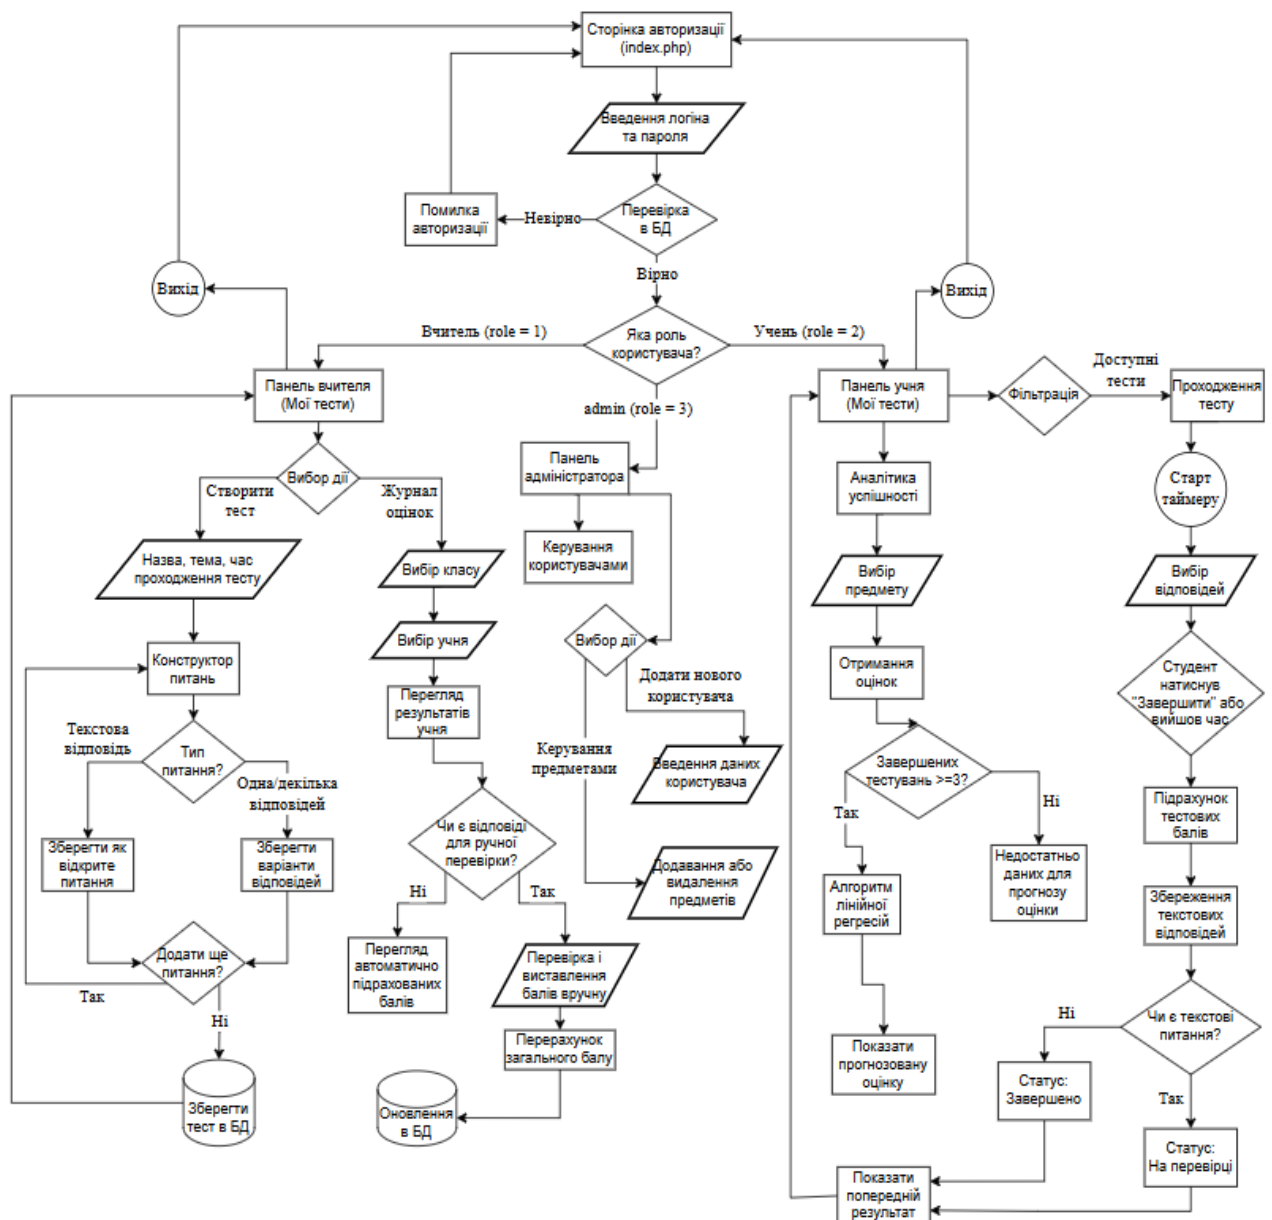 Сторінка авторизації
(index.php)
Введення логіна
та пароля
Перевірка
в БД
Невірно
Помилка
авторизації
Вірно
Вихід
Вихід
Яка роль
користувача?
Вчитель (role = 1)
Учень (role = 2)
admin (role = 3)
Панель вчителя
(Мої тести)
Вибор дії
Створити
тест
Журнал
оцінок
Назва, тема, час
проходження тесту
Конструктор
питань
Тип
питання?
Текстова
відповідь
Одна/декілька
відповідей
Зберегти як
відкрите
питання
Зберегти
варіанти
відповідей
Додати ще
питання?
Так
Ні
Зберегти
тест в БД
Вибір класу
Вибір учня
Перегляд
результатів
учня
Чи є відповіді
для ручної
перевірки?
Ні
Так
Перегляд
автоматично
підрахованих
балів
Перевірка і
виставлення
балів вручну
Перерахунок
загального балу
Оновлення
в БД
Панель
адміністратора
Керування
користувачами
Вибор дії
Додати нового
користувача
Керування
предметами
Введення даних
користувача
Додавання або
видалення
предметів
Панель учня
(Мої тести)
Фільтрація
Доступні
тести
Проходження
тесту
Аналітика
успішності
Вибір
предмету
Отримання
оцінок
Завершених
тестувань >=3?
Так
Ні
Алгоритм
лінійної
регресій
Недостатньо
даних для
прогнозу
оцінки
Показати
прогнозовану
оцінку
Старт
таймеру
Вибір
відповідей
Студент
натиснув
"Завершити" або
вийшов час
Підрахунок
тестових
балів
Збереження
текстових
відповідей
Чи є текстові
питання?
Ні
Так
Статус:
Завершено
Статус:
На перевірці
Показати
попередній
результат